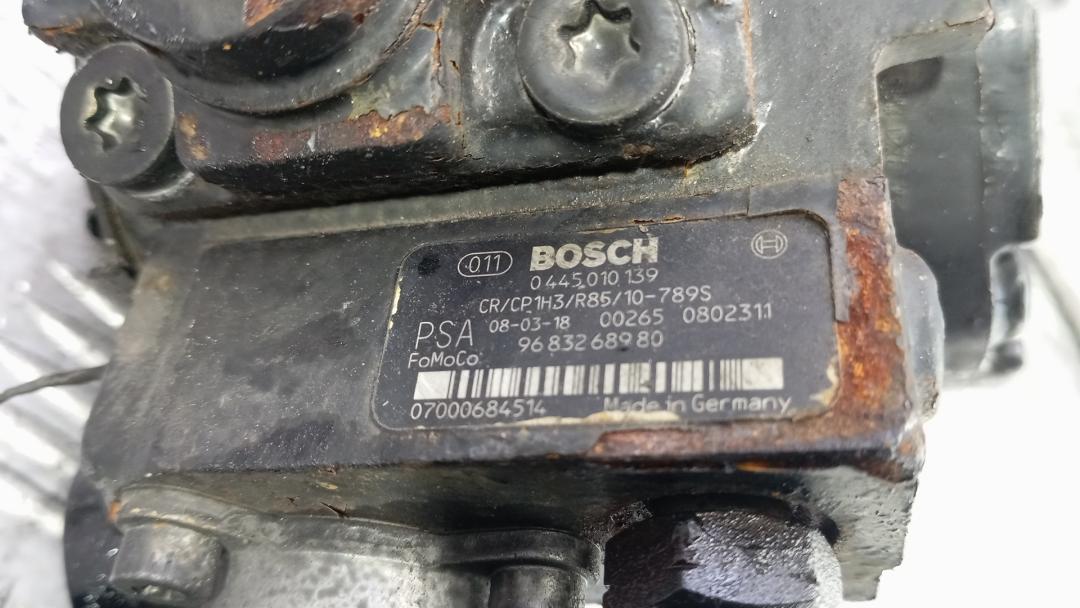 011 BOSCH
0 445 010 139
CR/CP1H3/R85/10-789S
PSA 08-03-18 00265 0802311
FoMoCo 96 832 689 80
07000684514 Made in Germany